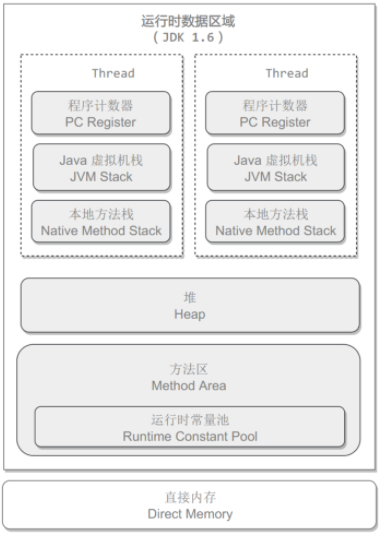 运行时数据区域
( JDK 1.6 )
Thread
程序计数器
PC Register
Java 虚拟机栈
JVM Stack
本地方法栈
Native Method Stack
Thread
程序计数器
PC Register
Java 虚拟机栈
JVM Stack
本地方法栈
Native Method Stack
堆
Heap
方法区
Method Area
运行时常量池
Runtime Constant Pool
直接内存
Direct Memory